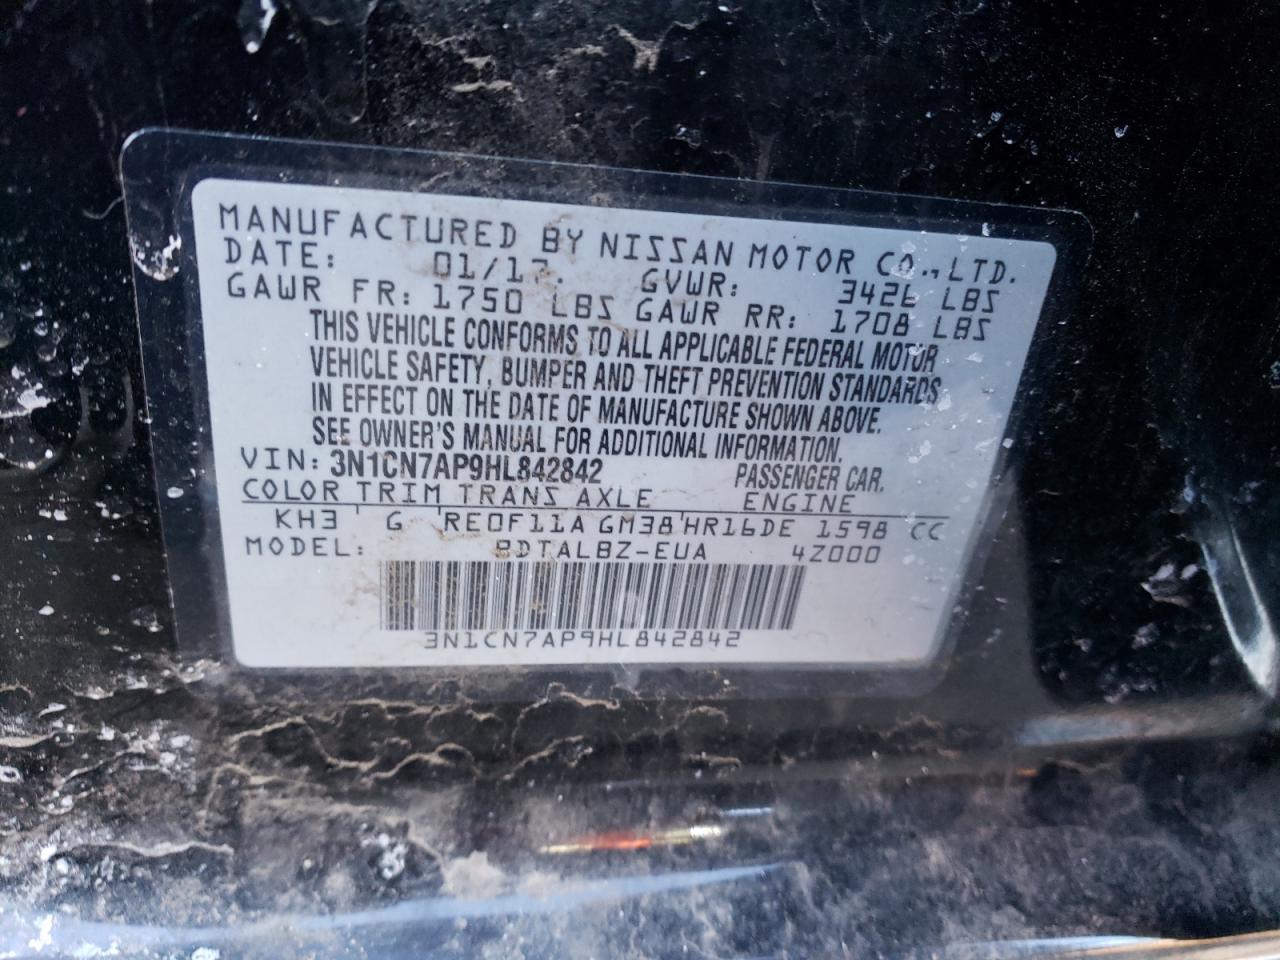 MANUFACTURED BY NISSAN MOTOR CO., LTD.
DATE: 01/17. GVWR: 3426 LBS
GAWR FR: 1750 LBS GAWR RR: 1708 LBS
THIS VEHICLE CONFORMS TO ALL APPLICABLE FEDERAL MOTOR
VEHICLE SAFETY, BUMPER AND THEFT PREVENTION STANDARDS
IN EFFECT ON THE DATE OF MANUFACTURE SHOWN ABOVE.
SEE OWNER'S MANUAL FOR ADDITIONAL INFORMATION.
VIN: 3N1CN7AP9HL842842 PASSENGER CAR.
COLOR TRIM TRANS AXLE ENGINE
KH3 G RE0F11A GM38 HR16DE 1598 CC
MODEL: BDTALBZ-EUA 4Z000
3N1CN7AP9HL842842